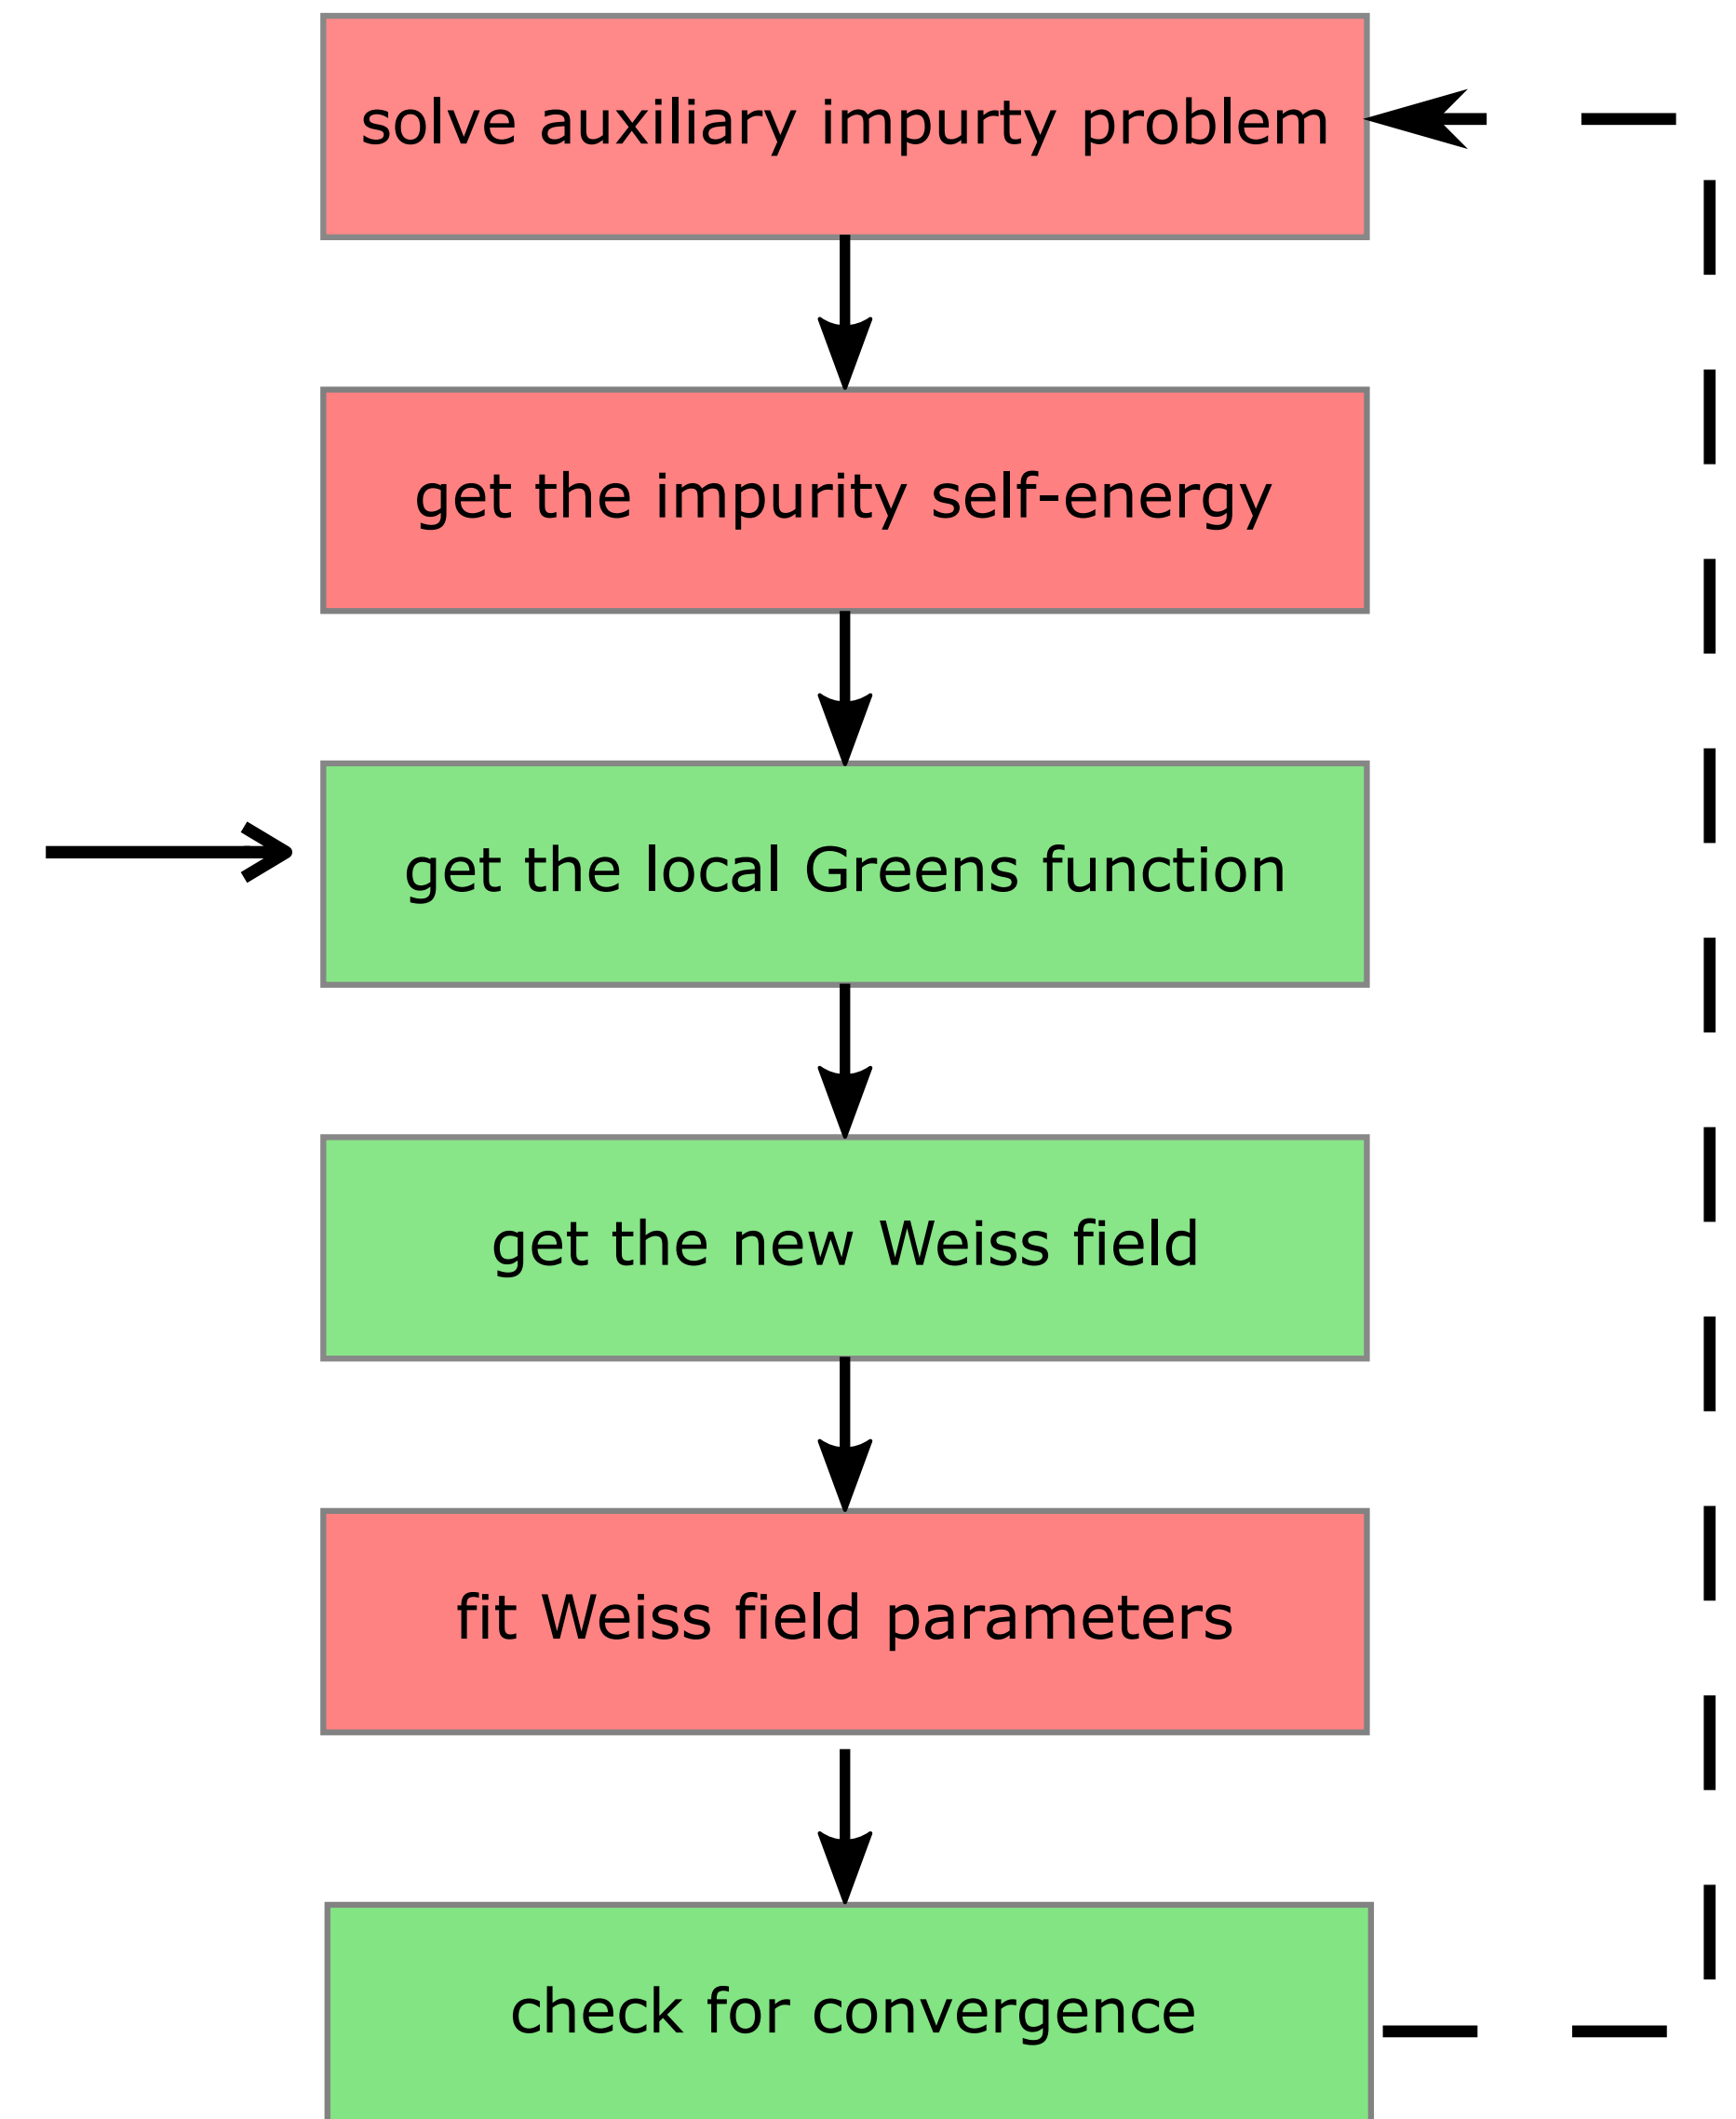 solve auxiliary impurty problem
get the impurity self-energy
get the local Greens function
get the new Weiss field
fit Weiss field parameters
check for convergence